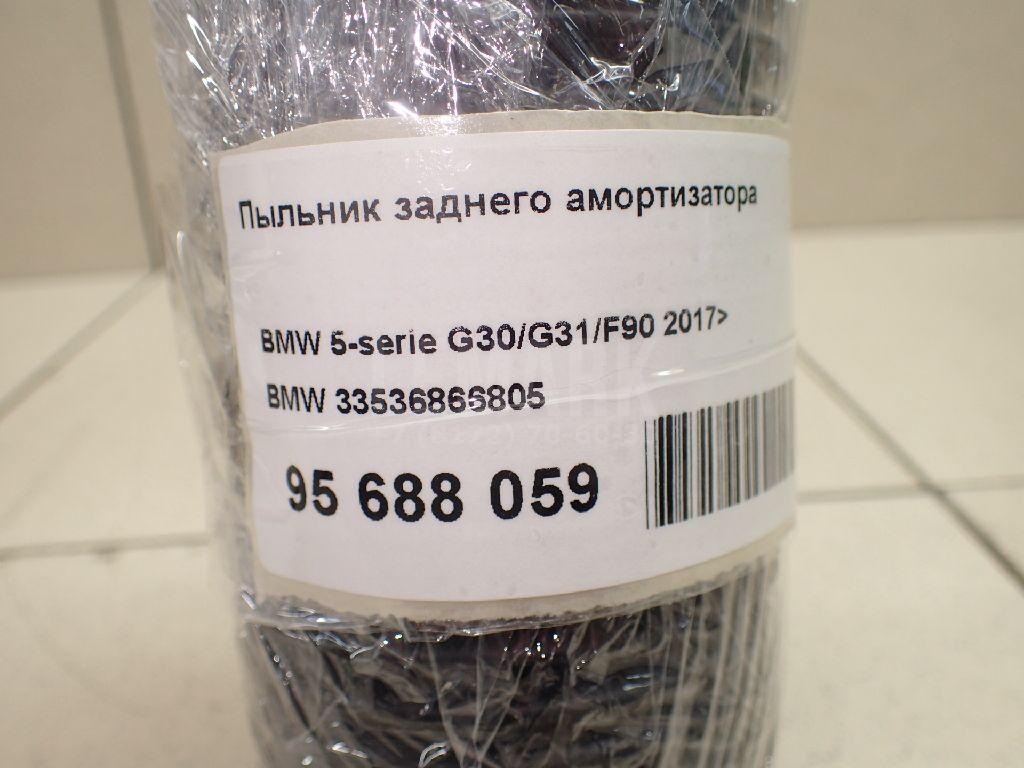 Пыльник заднего амортизатора
BMW 5-serie G30/G31/F90 2017>
BMW 33536866805
95 688 059